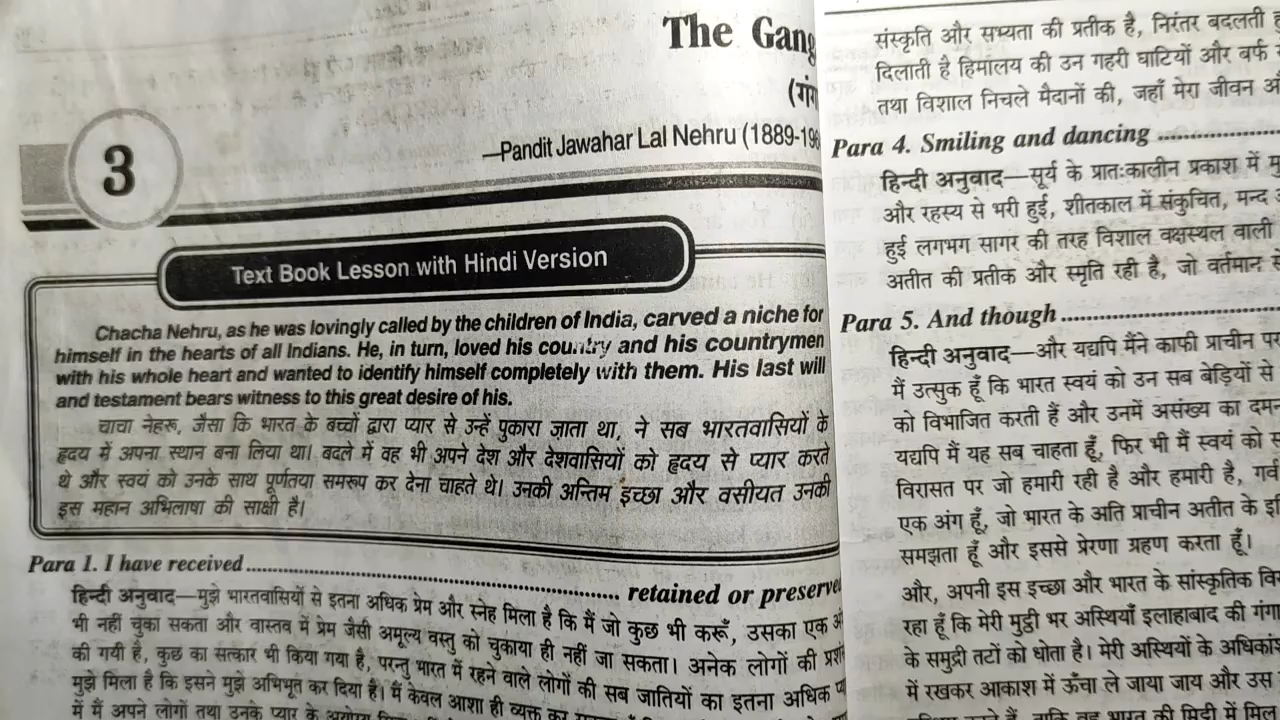 The Gang
(गंग
—Pandit Jawahar Lal Nehru (1889-196
3
Text Book Lesson with Hindi Version
Chacha Nehru, as he was lovingly called by the children of India, carved a niche for
himself in the hearts of all Indians. He, in turn, loved his country and his countrymen
with his whole heart and wanted to identify himself completely with them. His last will
and testament bears witness to this great desire of his.
चाचा नेहरू, जैसा कि भारत के बच्चों द्वारा प्यार से उन्हें पुकारा जाता था, ने सब भारतवासियों के
हृदय में अपना स्थान बना लिया था। बदले में वह भी अपने देश और देशवासियों को हृदय से प्यार करते
थे और स्वयं को उनके साथ पूर्णतया समरूप कर देना चाहते थे। उनकी अन्तिम इच्छा और वसीयत उनकी
इस महान अभिलाषा की साक्षी है।
Para 1. I have received.......................................................... retained or preserve
हिन्दी अनुवाद—मुझे भारतवासियों से इतना अधिक प्रेम और स्नेह मिला है कि मैं जो कुछ भी करूँ, उसका एक
भी नहीं चुका सकता और वास्तव में प्रेम जैसी अमूल्य वस्तु को चुकाया ही नहीं जा सकता। अनेक लोगों की
की गयी है, कुछ का सत्कार भी किया गया है, परन्तु भारत में रहने वाले लोगों की सब जातियों का इतना अधिक
मुझे मिला है कि इसने मुझे अभिभूत कर दिया है। मैं केवल आशा ही व्यक्त कर
में मैं अपने लोगों तथा उनके प्यार के
संस्कृति और सभ्यता की प्रतीक है, निरंतर बदलती
दिलाती है हिमालय की उन गहरी घाटियों और बर्फ
तथा विशाल निचले मैदानों की, जहाँ मेरा जीवन
Para 4. Smiling and dancing ....................
हिन्दी अनुवाद—सूर्य के प्रातःकालीन प्रकाश में
और रहस्य से भरी हुई, शीतकाल में संकुचित, मन्द
हुई लगभग सागर की तरह विशाल वक्षस्थल वाली
अतीत की प्रतीक और स्मृति रही है, जो वर्तमान
Para 5. And though ....................................
हिन्दी अनुवाद—और यद्यपि मैंने काफी प्राचीन
में उत्सुक हूँ कि भारत स्वयं को उन सब बेड़ियों से
को विभाजित करती हैं और उनमें असंख्य का
यद्यपि मैं यह सब चाहता हूँ, फिर भी मैं स्वयं को
विरासत पर जो हमारी रही है और हमारी है,
एक अंग हूँ, जो भारत के अति प्राचीन अतीत के
समझता हूँ और इससे प्रेरणा ग्रहण करता हूँ।
और, अपनी इस इच्छा और भारत के सांस्कृतिक
रहा हूँ कि मेरी मुट्ठी भर अस्थियाँ इलाहाबाद की गंगा
के समुद्री तटों को धोता है। मेरी अस्थियों के
में रखकर आकाश में ऊँचा ले जाया जाय और उस